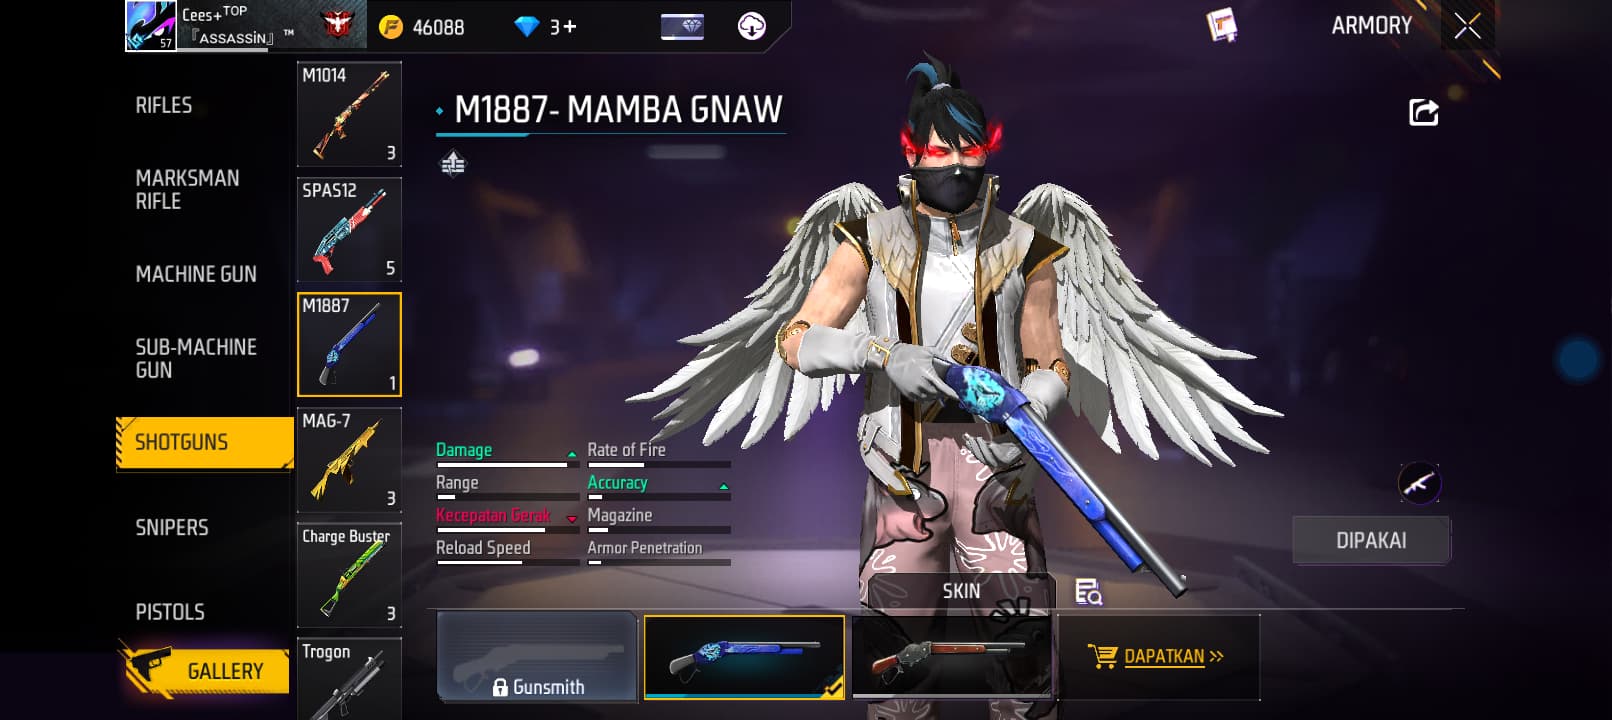 Cees+TOP
『ASSASSiN』 ™
57
46088
3+
ARMORY
RIFLES
MARKSMAN
RIFLE
MACHINE GUN
SUB-MACHINE
GUN
SHOTGUNS
SNIPERS
PISTOLS
GALLERY
M1014
3
SPAS12
5
M1887
1
MAG-7
3
Charge Buster
3
Trogon
M1887- MAMBA GNAW
Damage
Rate of Fire
Range
Accuracy
Kecepatan Gerak
Magazine
Reload Speed
Armor Penetration
DIPAKAI
SKIN
Gunsmith
DAPATKAN >>